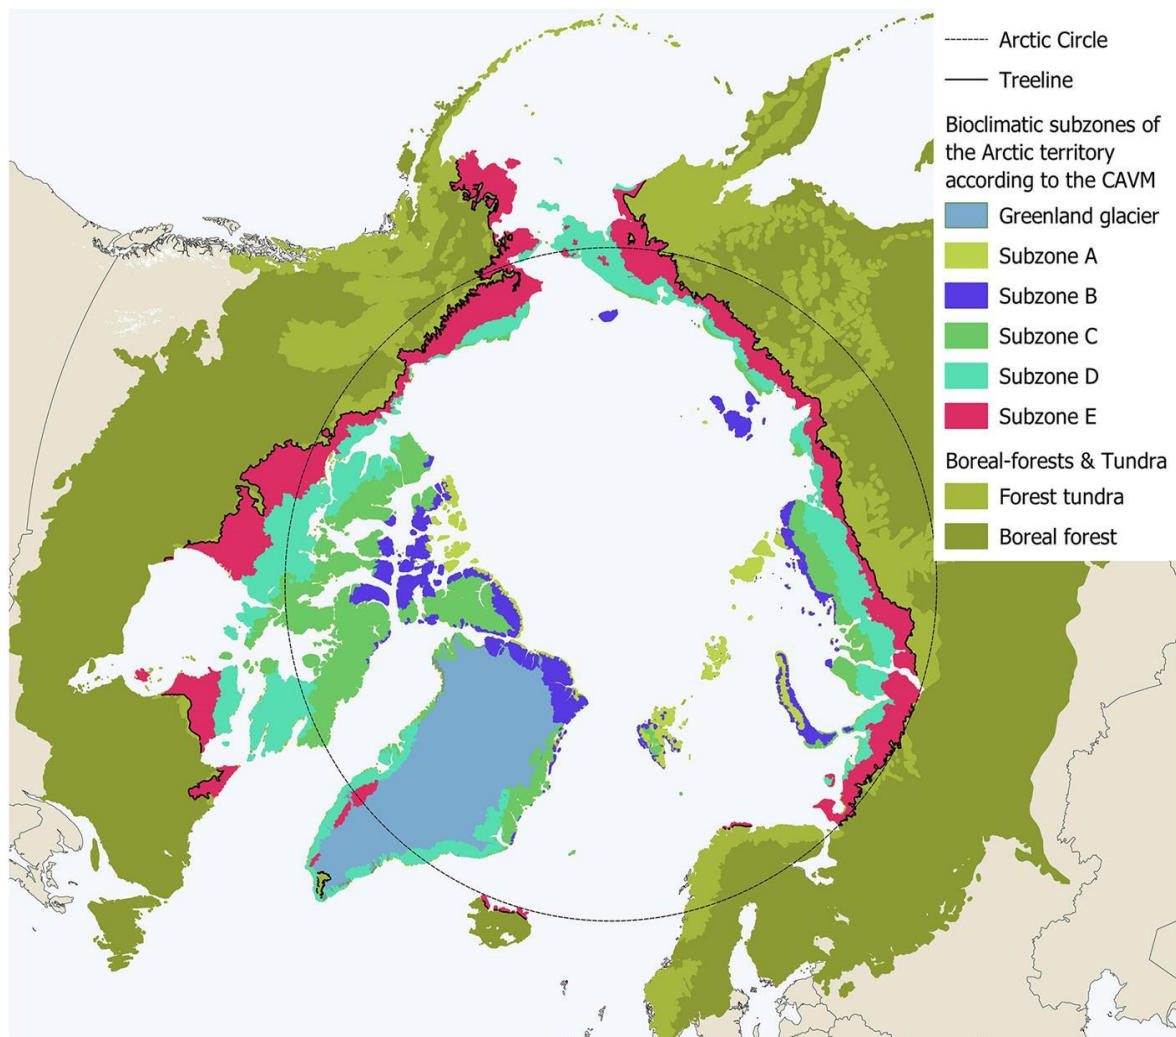 Arctic Circle
Treeline
Bioclimatic subzones of
the Arctic territory
according to the CAVM
Greenland glacier
Subzone A
Subzone B
Subzone C
Subzone D
Subzone E
Boreal-forests & Tundra
Forest tundra
Boreal forest